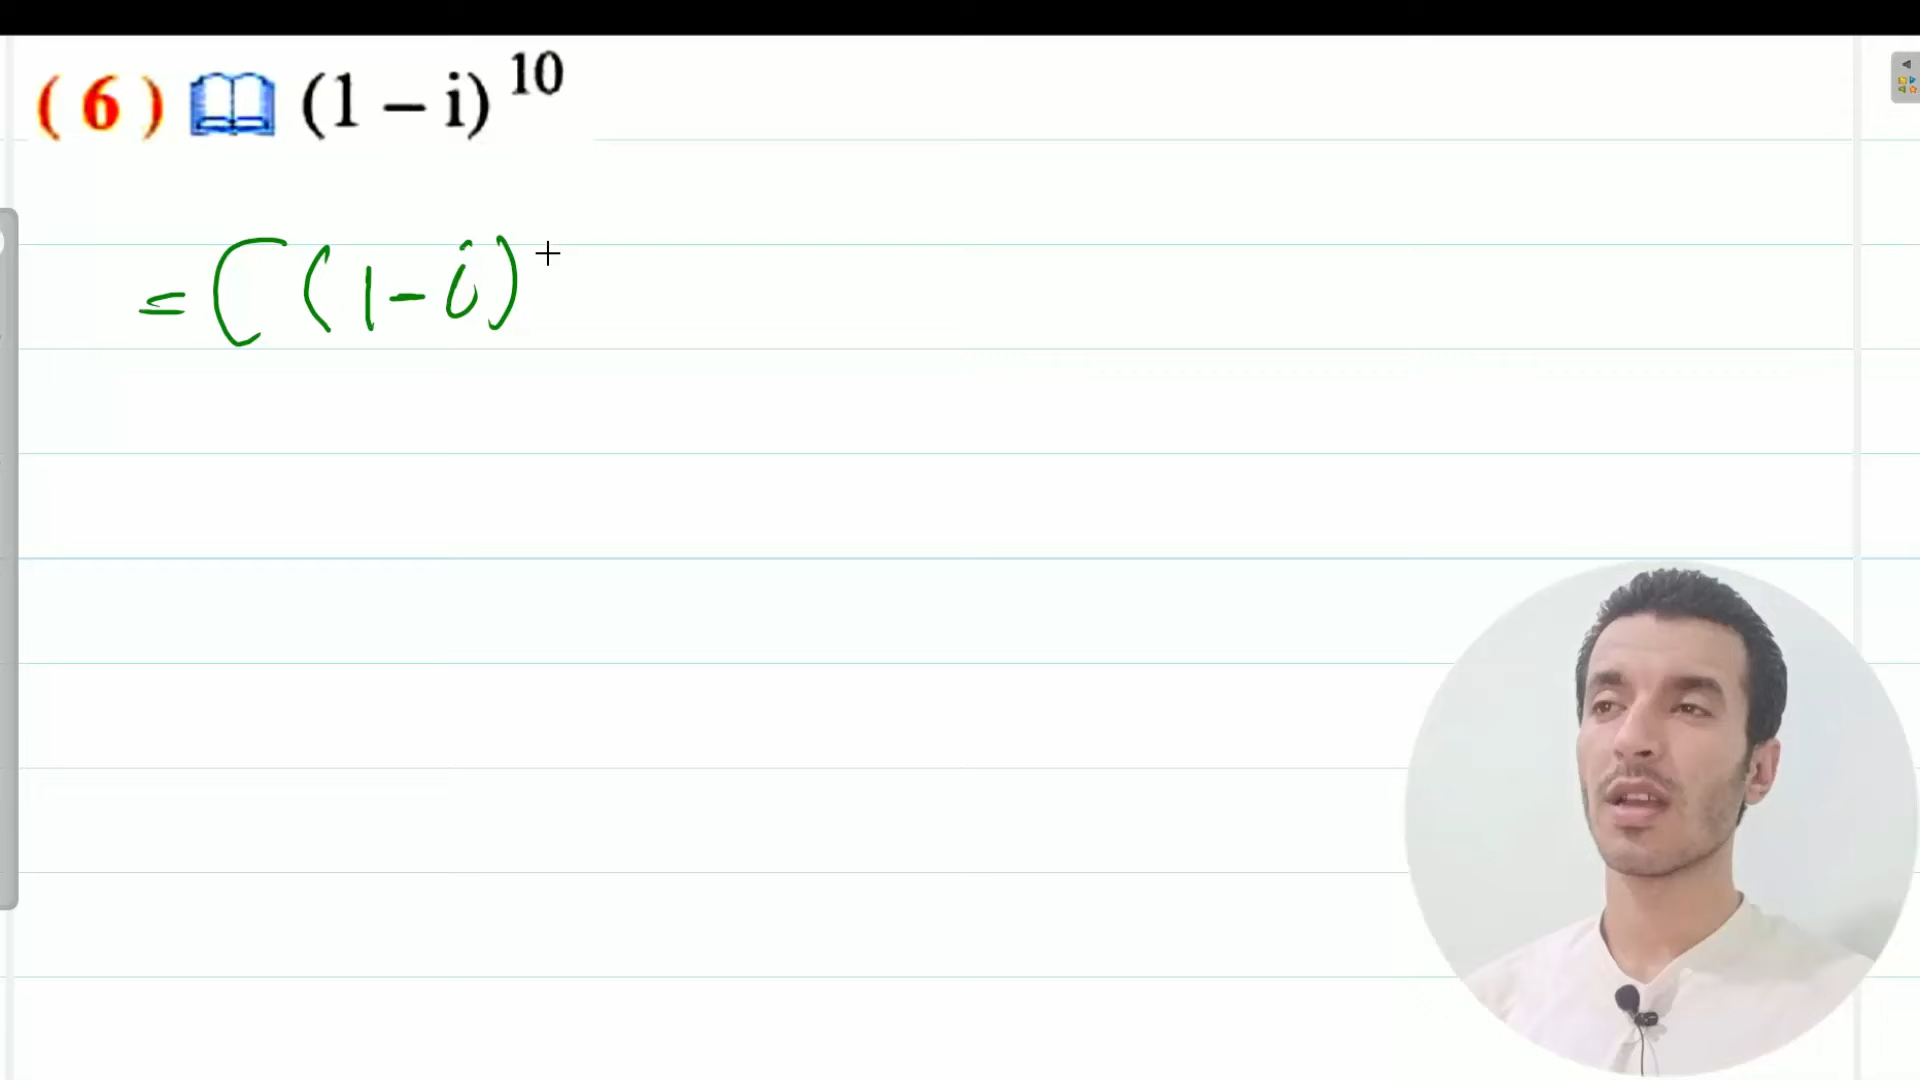 ( 6 ) (1 – i) ^10
= [ (1 - i)